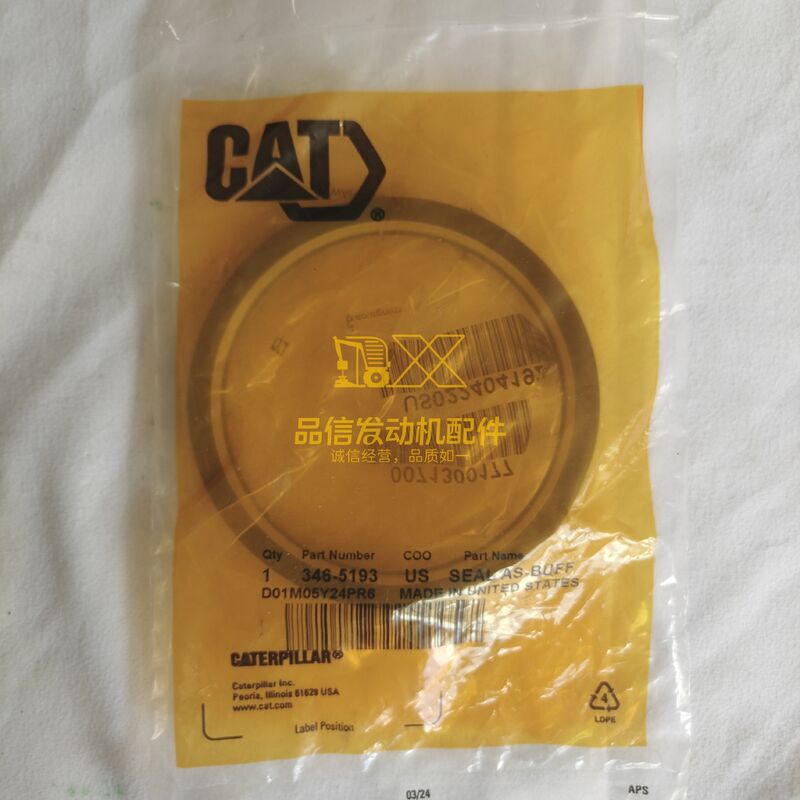 CAT®
US02240419
品信发动机配件
诚信经营，品质如一
0071300177
Qty Part Number COO Part Name
1 346-5193 US SEAL AS-BUFF
D01M05Y24PR6 MADE IN UNITED STATES
CATERPILLAR®
Caterpillar Inc.
Peoria, Illinois 61629 USA
www.cat.com
Label Position
4
LDPE
03/24
APS